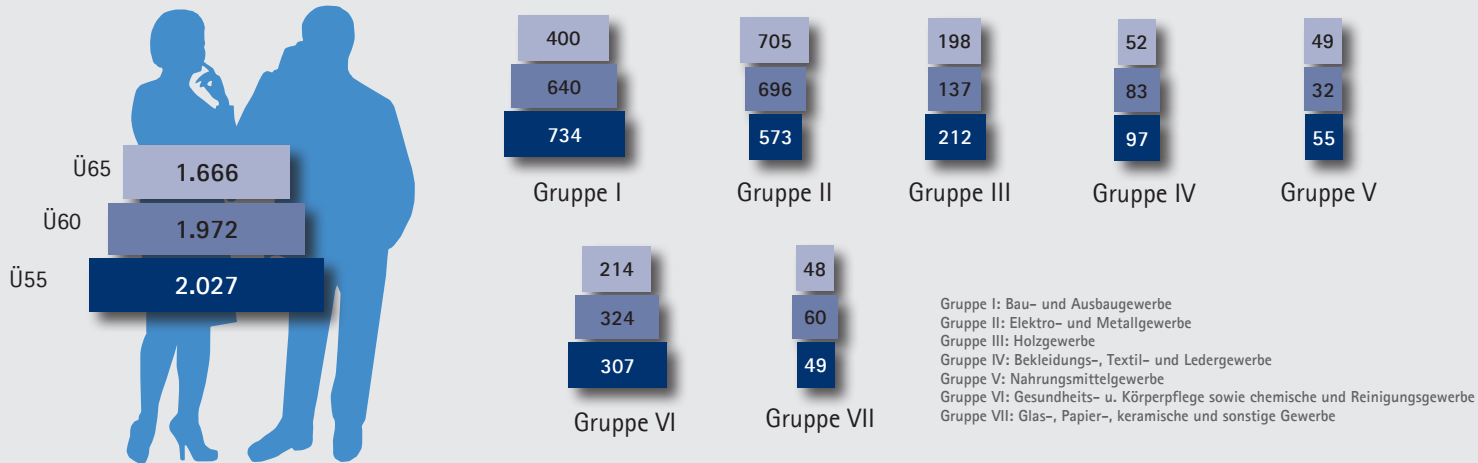 Ü65
1.666
Ü60
1.972
Ü55
2.027
400
640
734
Gruppe I
705
696
573
Gruppe II
198
137
212
Gruppe III
52
83
97
Gruppe IV
49
32
55
Gruppe V
214
324
307
Gruppe VI
48
60
49
Gruppe VII
Gruppe I: Bau- und Ausbaugewerbe
Gruppe II: Elektro- und Metallgewerbe
Gruppe III: Holzgewerbe
Gruppe IV: Bekleidungs-, Textil- und Ledergewerbe
Gruppe V: Nahrungsmittelgewerbe
Gruppe VI: Gesundheits- u. Körperpflege sowie chemische und Reinigungsgewerbe
Gruppe VII: Glas-, Papier-, keramische und sonstige Gewerbe